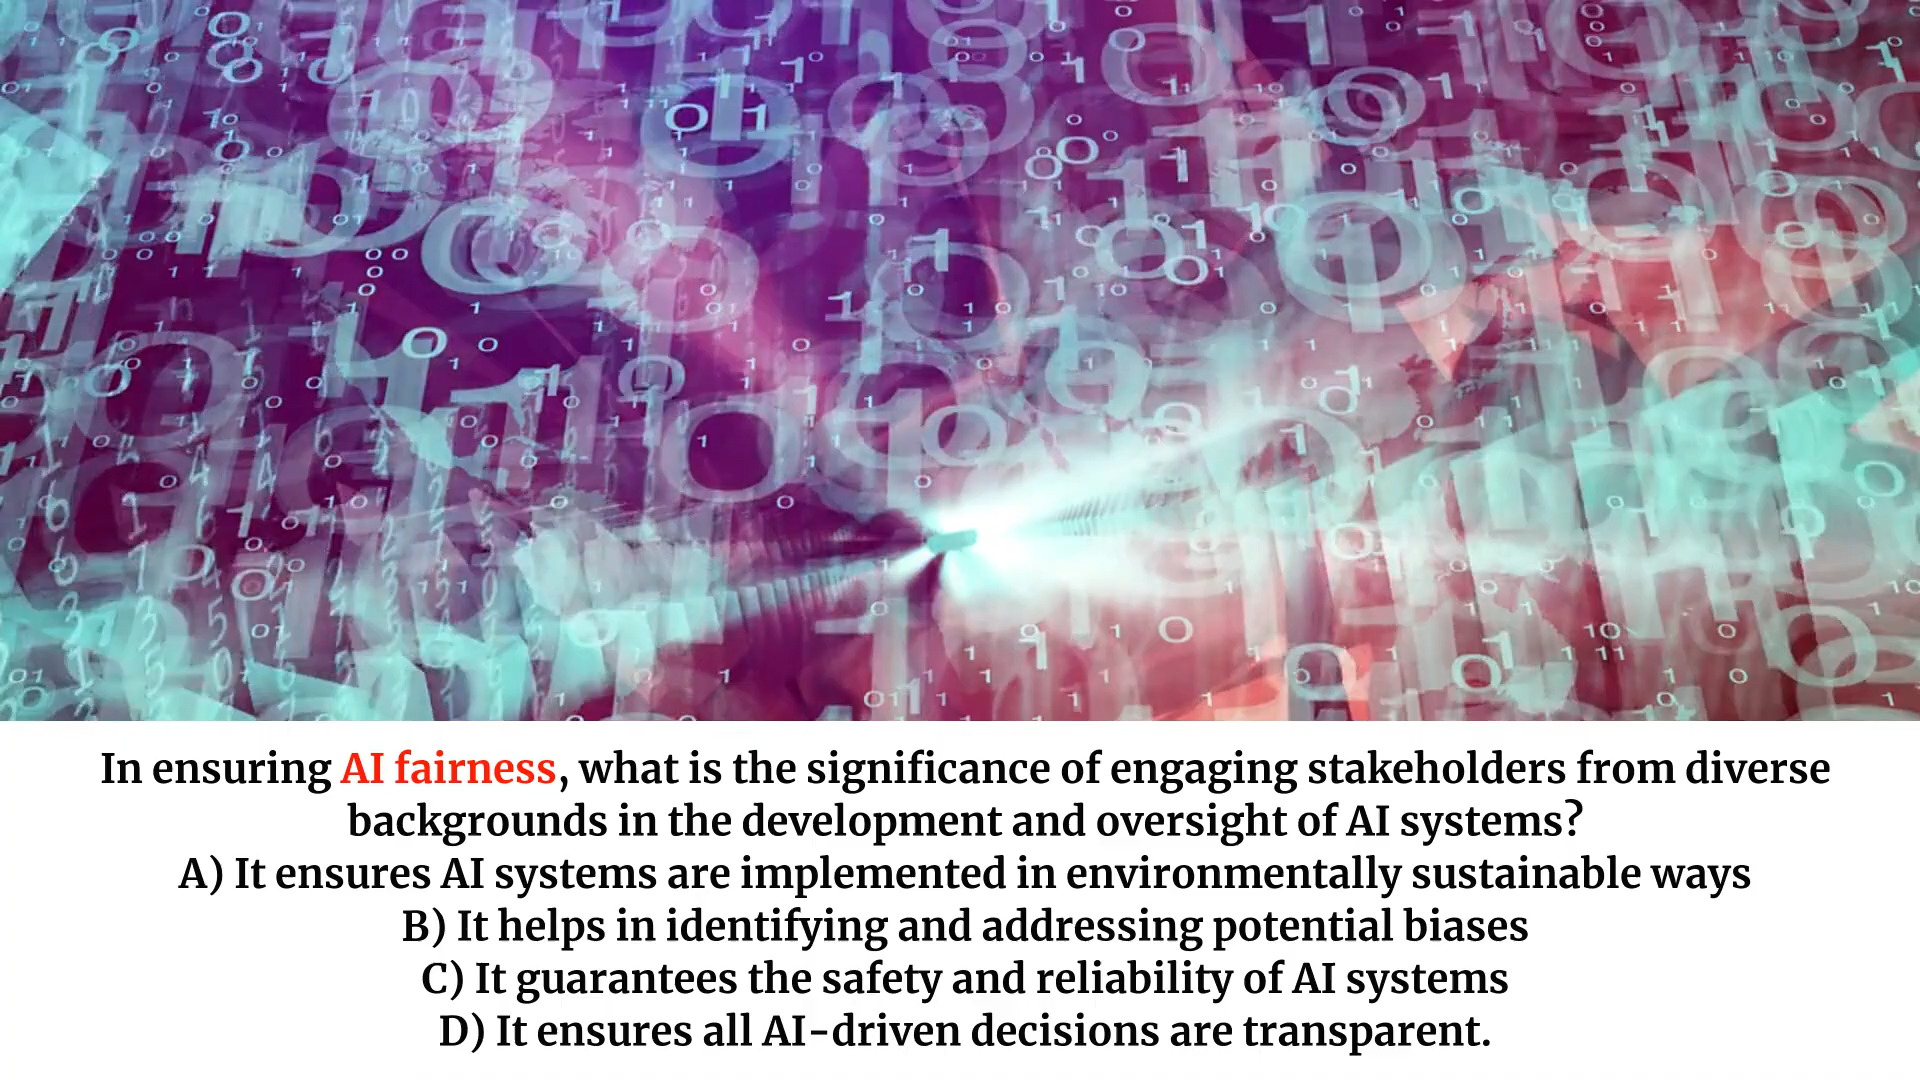 In ensuring AI fairness, what is the significance of engaging stakeholders from diverse
backgrounds in the development and oversight of AI systems?
A) It ensures AI systems are implemented in environmentally sustainable ways
B) It helps in identifying and addressing potential biases
C) It guarantees the safety and reliability of AI systems
D) It ensures all AI-driven decisions are transparent.